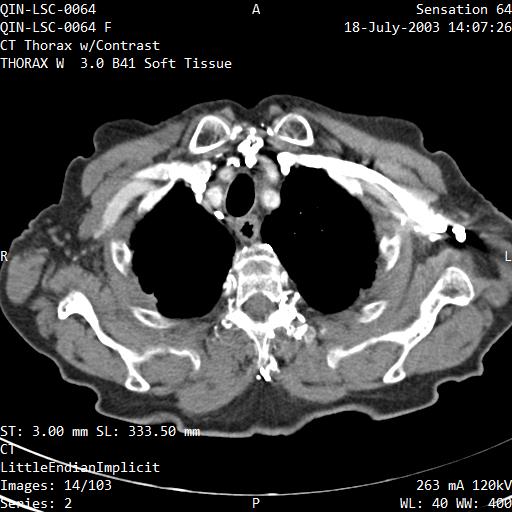 QIN-LSC-0064
QIN-LSC-0064 F
CT Thorax w/Contrast
THORAX W  3.0 B41 Soft Tissue
A
Sensation 64
18-July-2003 14:07:26
R
L
ST: 3.00 mm SL: 333.50 mm
CT
LittleEndianImplicit
Images: 14/103
Series: 2
P
263 mA 120kV
WL: 40 WW: 400